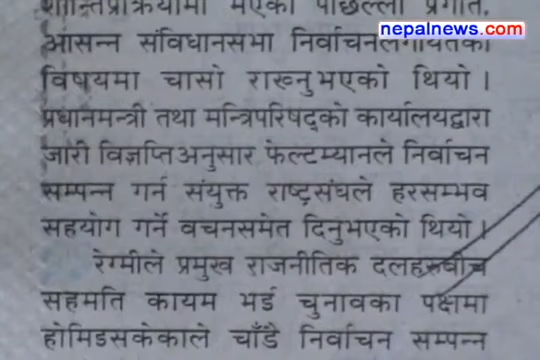 nepalnews.com
शान्तिप्रक्रियामा भएको पछिल्ला प्रगति,
आसन्न संविधानसभा निर्वाचनलगायतका
विषयमा चासो राख्नुभएको थियो ।
प्रधानमन्त्री तथा मन्त्रिपरिषद्को कार्यालयद्वारा
जारी विज्ञप्तिअनुसार फेल्टम्यानले निर्वाचन
सम्पन्न गर्न संयुक्त राष्ट्रसंघले हरसम्भव
सहयोग गर्ने वचनसमेत दिनुभएको थियो ।
रेग्मीले प्रमुख राजनीतिक दलहरूबीच
सहमति कायम भई चुनावका पक्षमा
होमिइसकेकाले चाँडै निर्वाचन सम्पन्न